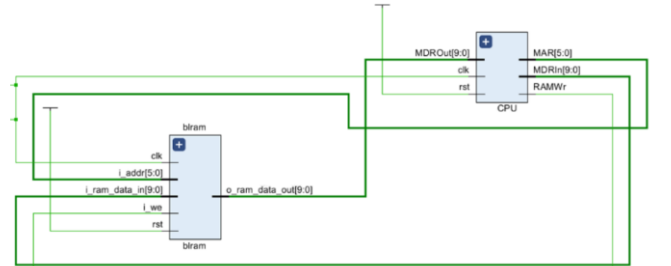 MDROut[9:0]
MAR[5:0]
clk
MDRIn[9:0]
rst
RAMWr
CPU
blram
clk
i_addr[5:0]
i_ram_data_in[9:0]
o_ram_data_out[9:0]
i_we
rst
blram